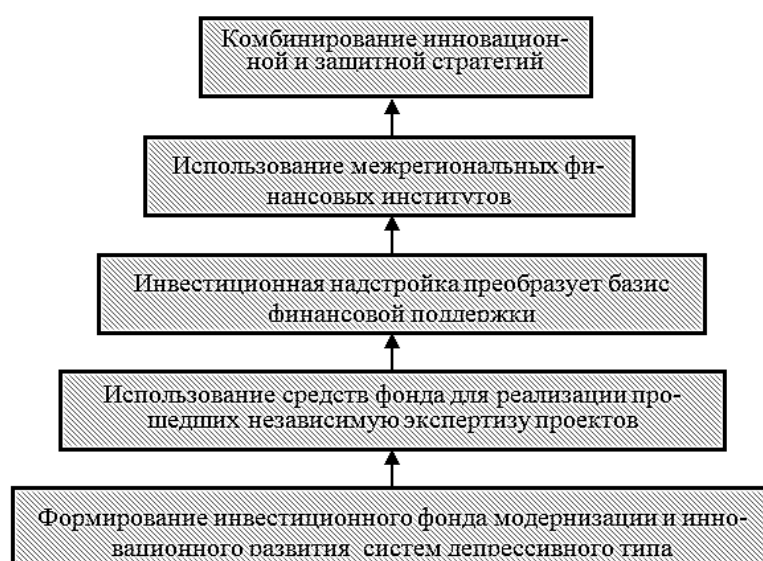 Комбинирование инновацион-
ной и защитной стратегий
Использование межрегиональных фи-
нансовых институтов
Инвестиционная надстройка преобразует базис
финансовой поддержки
Использование средств фонда для реализации про-
шедших независимую экспертизу проектов
Формирование инвестиционного фонда модернизации и инно-
вационного развития систем депрессивного типа